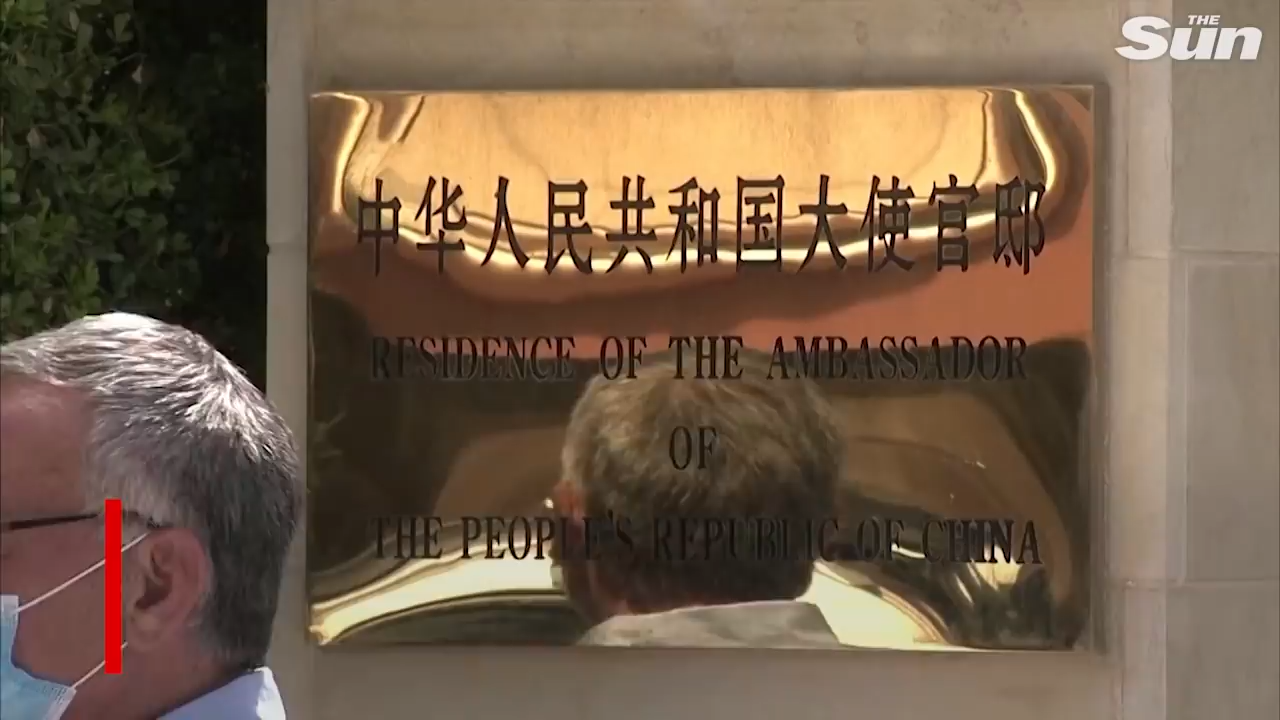 THE
Sun
中华人民共和国大使官邸
RESIDENCE OF THE AMBASSADOR
OF
THE PEOPLE'S REPUBLIC OF CHINA